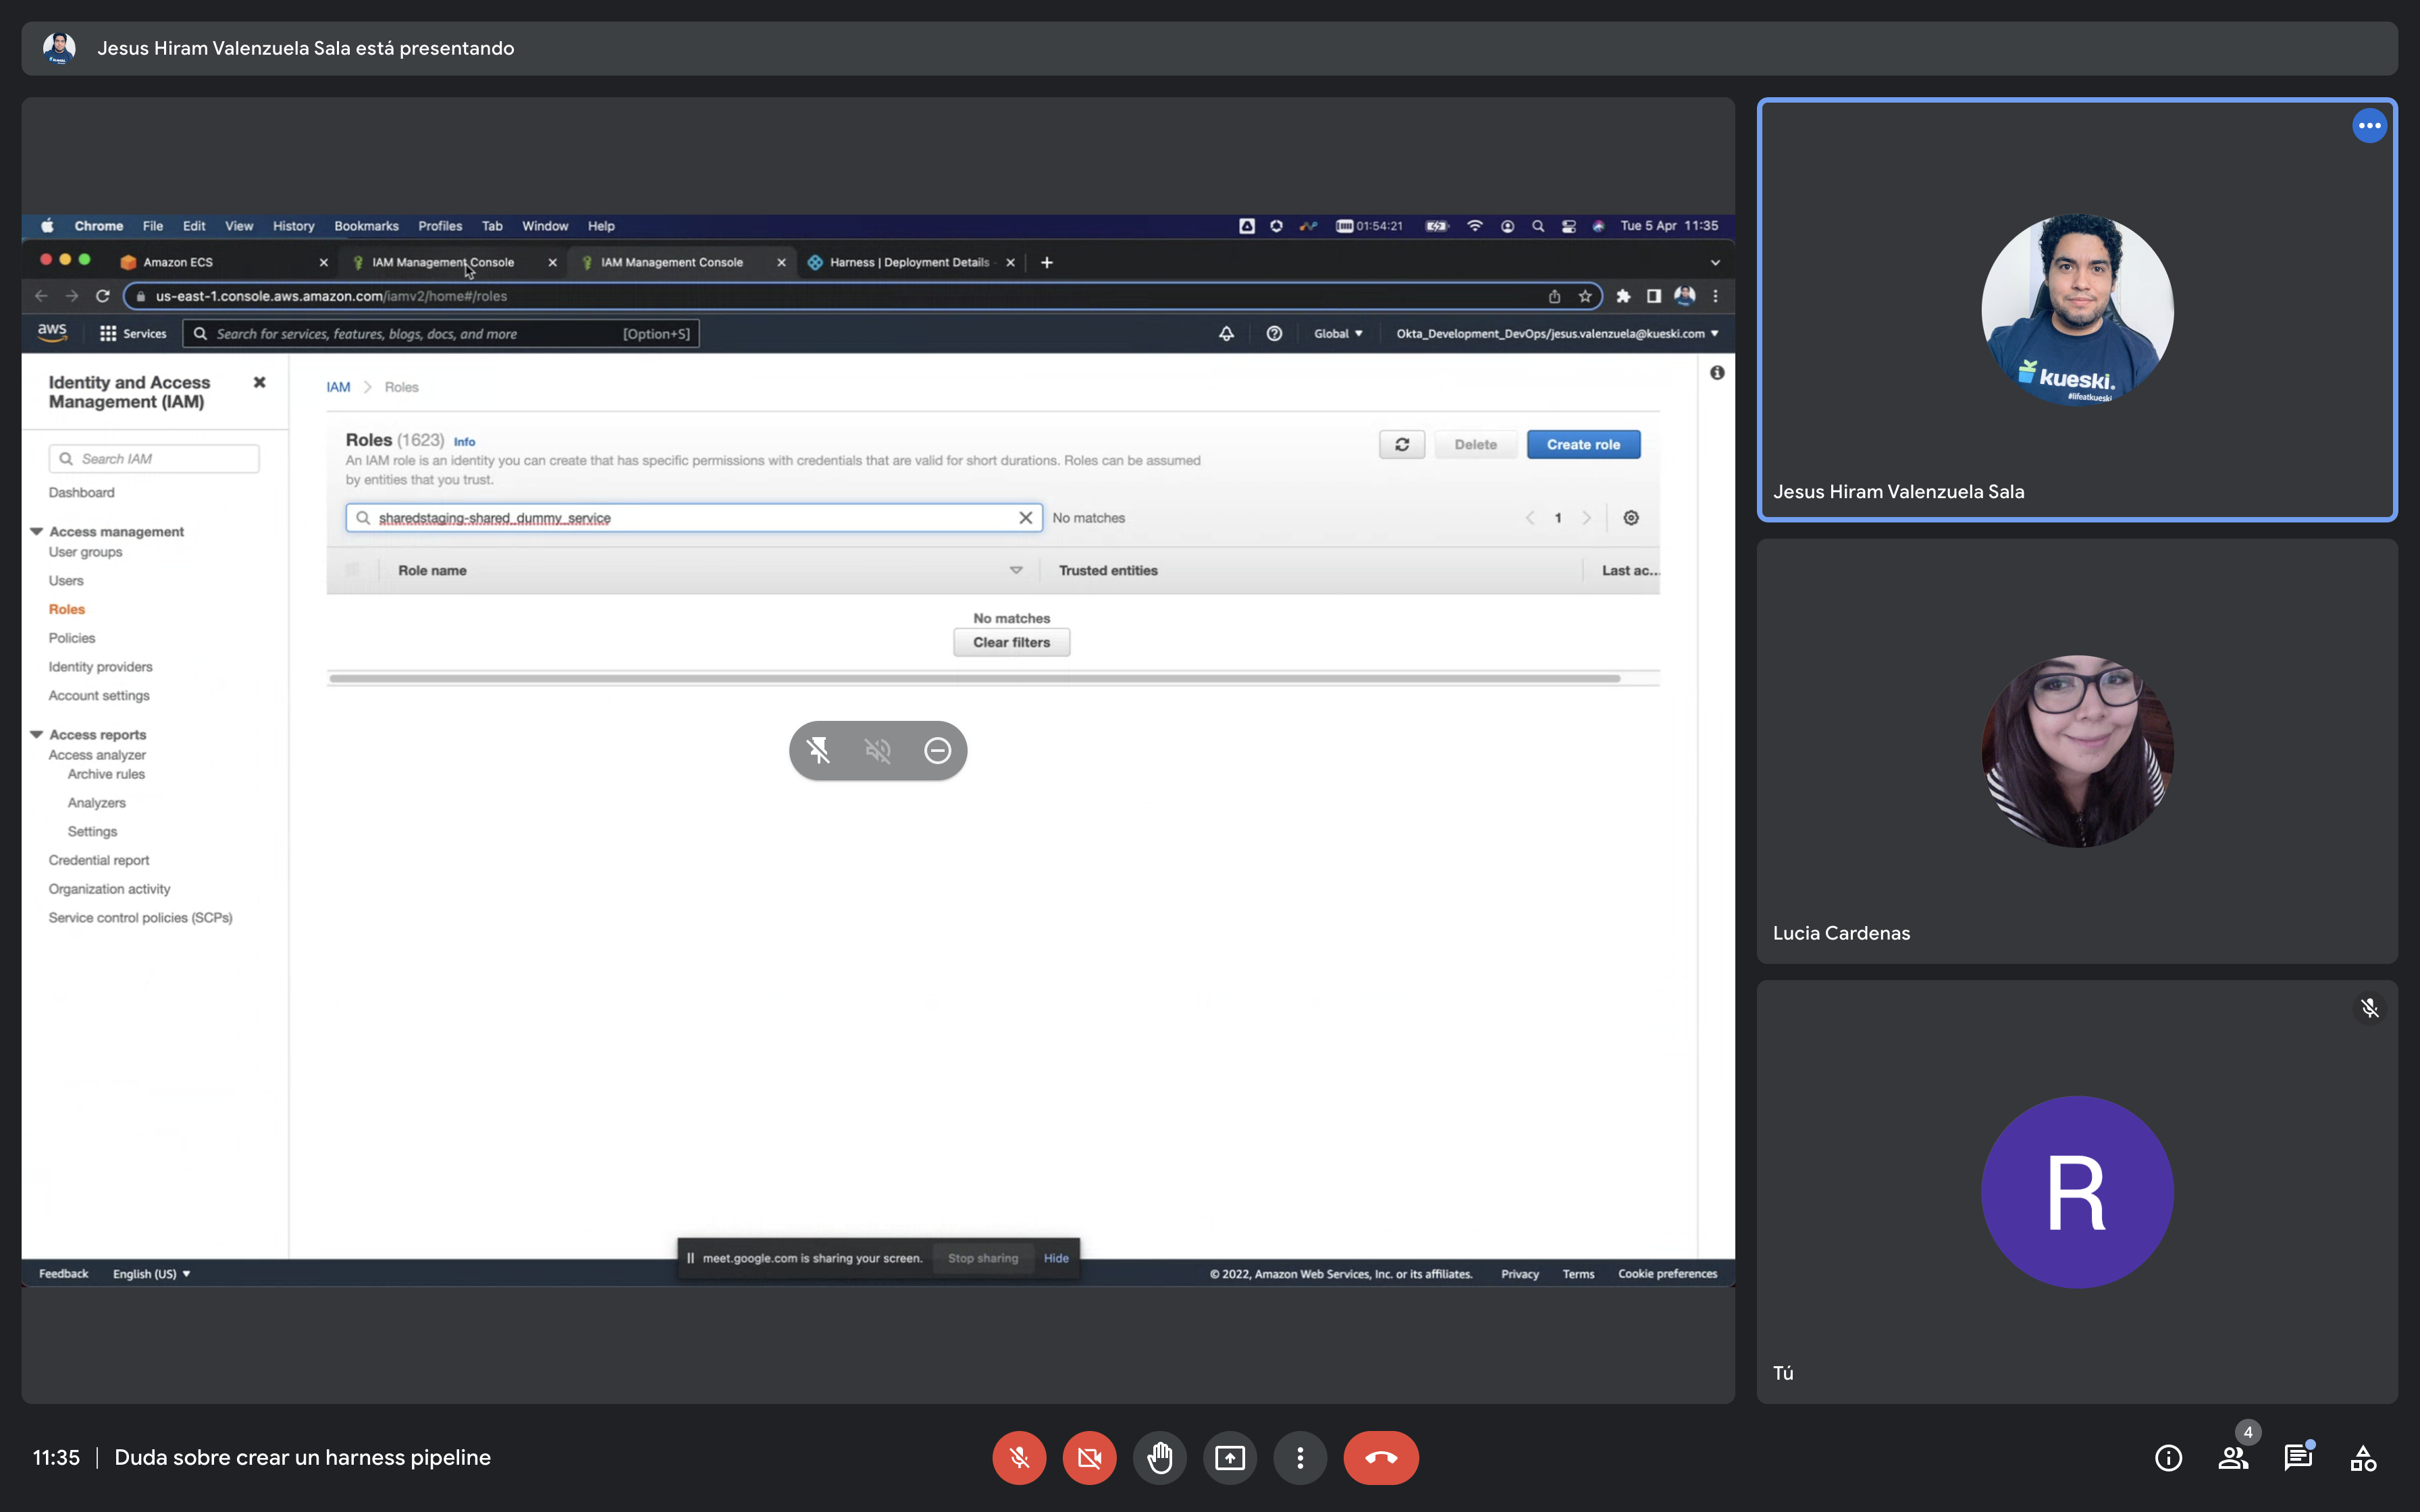 Jesus Hiram Valenzuela Sala está presentando
Chrome File Edit View History Bookmarks Profiles Tab Window Help
01:54:21
Tue 5 Apr 11:35
Amazon ECS
IAM Management Console
IAM Management Console
Harness | Deployment Details
us-east-1.console.aws.amazon.com/iamv2/home#/roles
aws
Services
Search for services, features, blogs, docs, and more
[Option+S]
Global
Okta_Development_DevOps/jesus.valenzuela@kueski.com
Identity and Access
Management (IAM)
Search IAM
Dashboard
Access management
User groups
Users
Roles
Policies
Identity providers
Account settings
Access reports
Access analyzer
Archive rules
Analyzers
Settings
Credential report
Organization activity
Service control policies (SCPs)
IAM
Roles
Roles (1623) Info
An IAM role is an identity you can create that has specific permissions with credentials that are valid for short durations. Roles can be assumed
by entities that you trust.
Delete
Create role
sharedstaging-shared_dummy_service
No matches
1
Role name
Trusted entities
Last ac...
No matches
Clear filters
meet.google.com is sharing your screen.
Stop sharing
Hide
Feedback
English (US)
© 2022, Amazon Web Services, Inc. or its affiliates.
Privacy
Terms
Cookie preferences
kueski.
#lifeatkueski
Jesus Hiram Valenzuela Sala
Lucia Cardenas
R
Tú
11:35
Duda sobre crear un harness pipeline
4